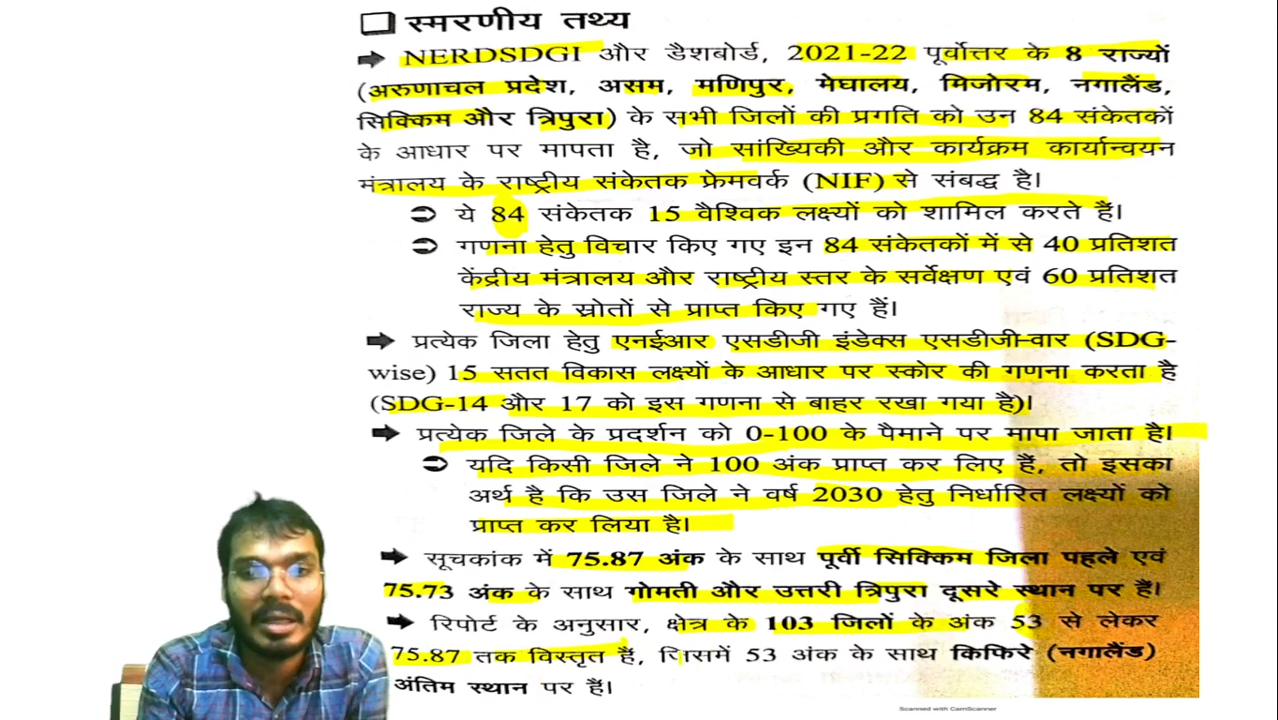 ❑ स्मरणीय तथ्य
➡ NERDSDGI और डैशबोर्ड, 2021-22 पूर्वोत्तर के 8 राज्यों
(अरुणाचल प्रदेश, असम, मणिपुर, मेघालय, मिजोरम, नगालैंड,
सिक्किम और त्रिपुरा) के सभी जिलों की प्रगति को उन 84 संकेतकों
के आधार पर मापता है, जो सांख्यिकी और कार्यक्रम कार्यान्वयन
मंत्रालय के राष्ट्रीय संकेतक फ्रेमवर्क (NIF) से संबद्ध है।
➲ ये 84 संकेतक 15 वैश्विक लक्ष्यों को शामिल करते हैं।
➲ गणना हेतु विचार किए गए इन 84 संकेतकों में से 40 प्रतिशत
केंद्रीय मंत्रालय और राष्ट्रीय स्तर के सर्वेक्षण एवं 60 प्रतिशत
राज्य के स्रोतों से प्राप्त किए गए हैं।
➡ प्रत्येक जिला हेतु एनईआर एसडीजी इंडेक्स एसडीजी-वार (SDG-
wise) 15 सतत विकास लक्ष्यों के आधार पर स्कोर की गणना करता है
(SDG-14 और 17 को इस गणना से बाहर रखा गया है)।
➡ प्रत्येक जिले के प्रदर्शन को 0-100 के पैमाने पर मापा जाता है।
➲ यदि किसी जिले ने 100 अंक प्राप्त कर लिए हैं, तो इसका
अर्थ है कि उस जिले ने वर्ष 2030 हेतु निर्धारित लक्ष्यों को
प्राप्त कर लिया है।
➡ सूचकांक में 75.87 अंक के साथ पूर्वी सिक्किम जिला पहले एवं
75.73 अंक के साथ गोमती और उत्तरी त्रिपुरा दूसरे स्थान पर हैं।
➡ रिपोर्ट के अनुसार, क्षेत्र के 103 जिलों के अंक 53 से लेकर
75.87 तक विस्तृत हैं, जिसमें 53 अंक के साथ किफिरे (नगालैंड)
अंतिम स्थान पर है।
Scanned with CamScanner